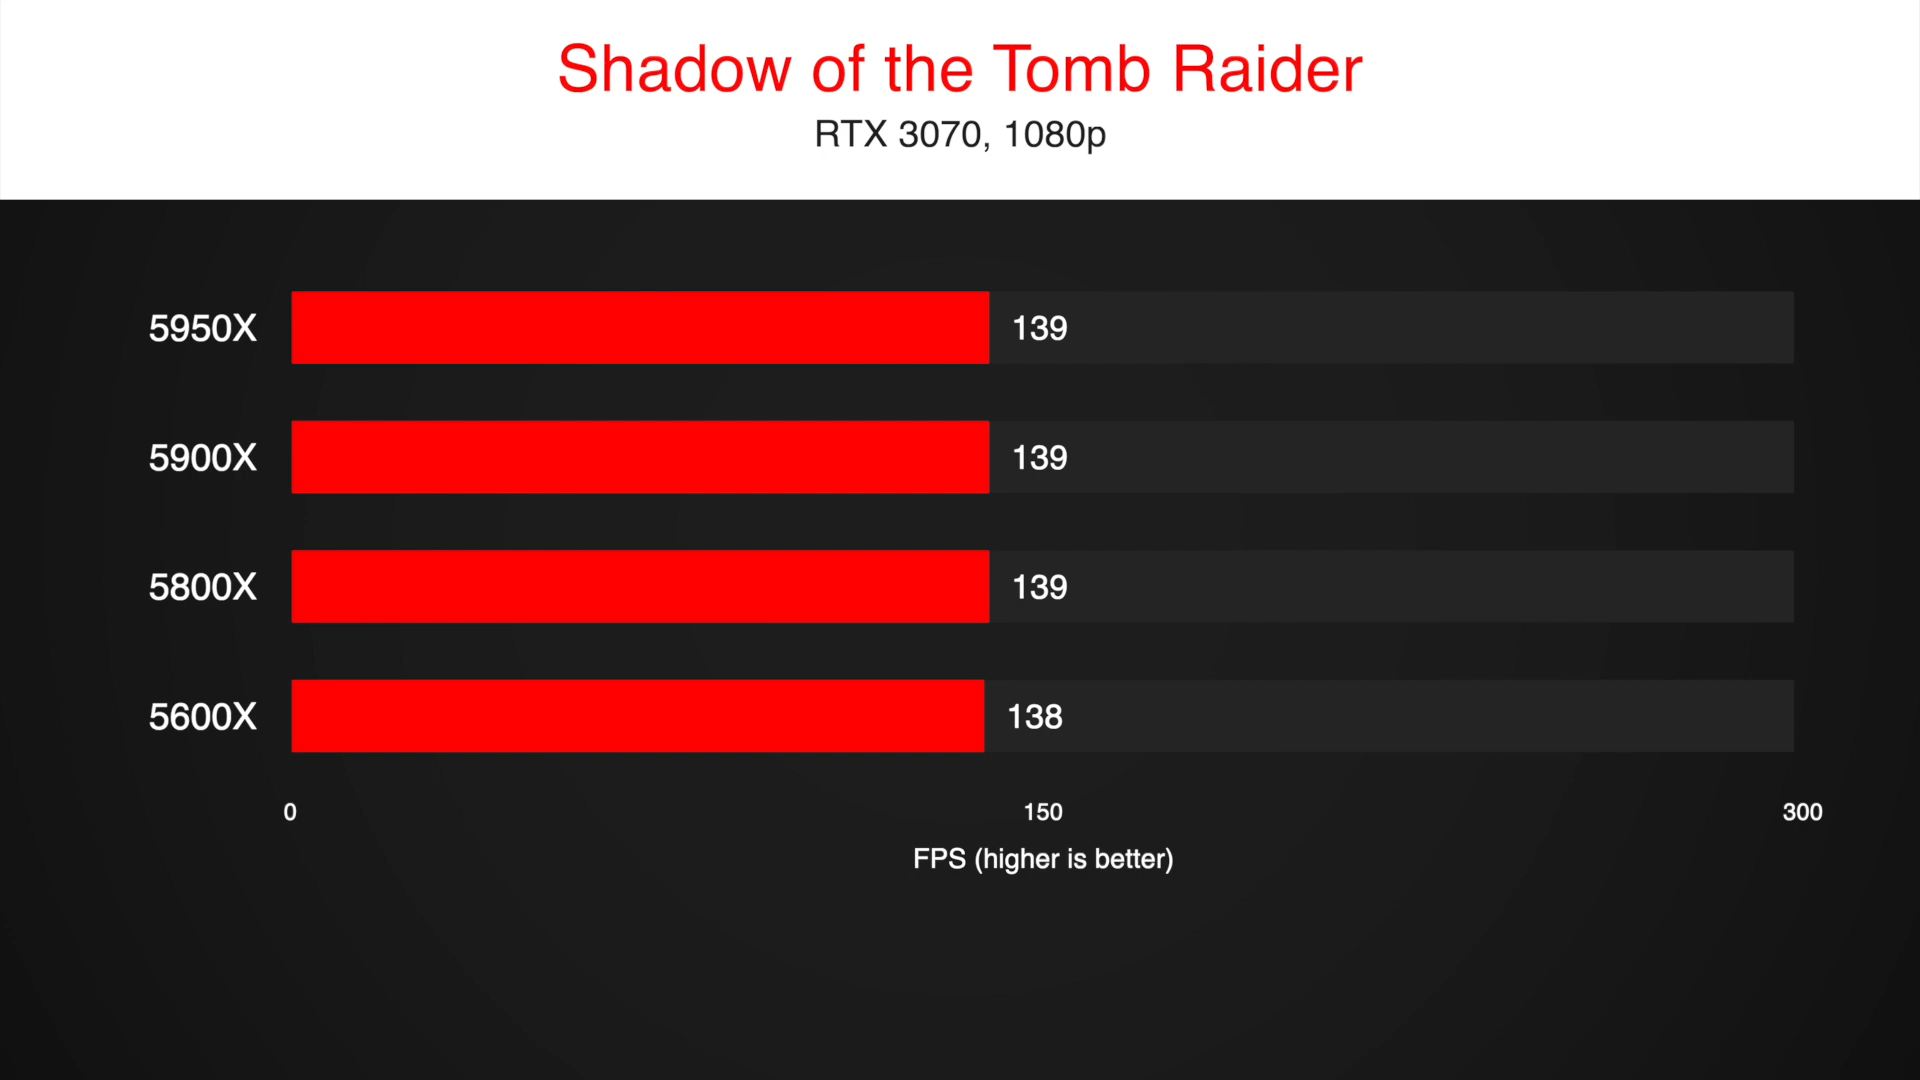 Shadow of the Tomb Raider
RTX 3070, 1080p
5950X 139
5900X 139
5800X 139
5600X 138
0 150 300
FPS (higher is better)